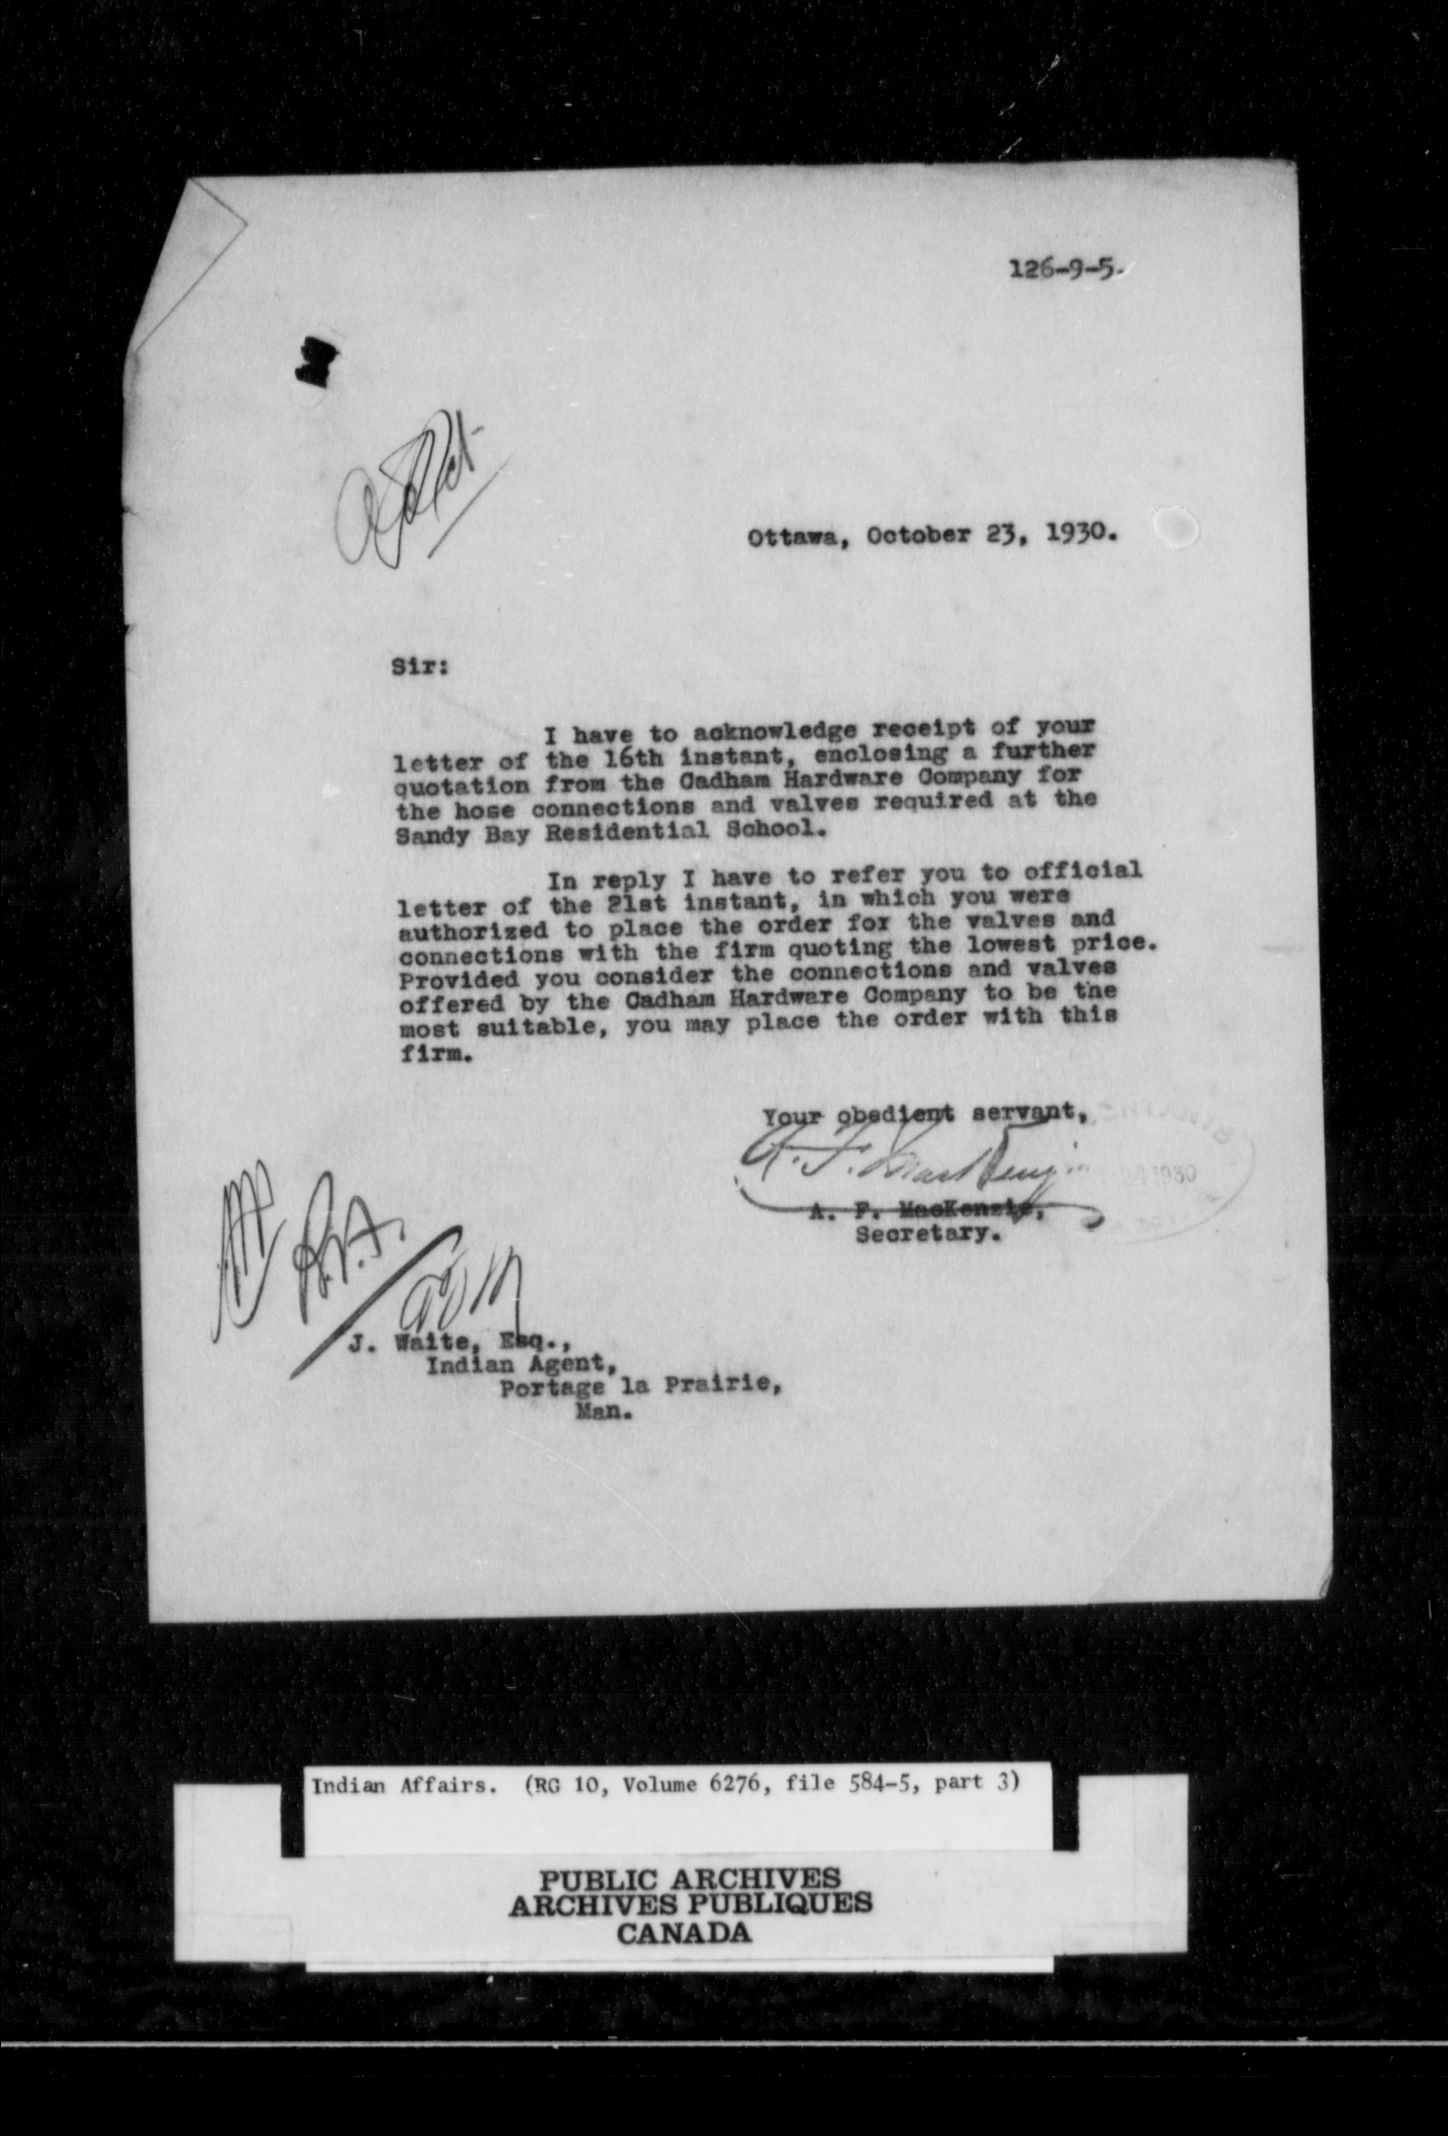 126-9-5.
Ottawa, October 23, 1930.
Sir:
I have to acknowledge receipt of your
letter of the 16th instant, enclosing a further
quotation from the Cadham Hardware Company for
the hose connections and valves required at the
Sandy Bay Residential School.
In reply I have to refer you to official
letter of the 21st instant, in which you were
authorized to place the order for the valves and
connections with the firm quoting the lowest price.
Provided you consider the connections and valves
offered by the Cadham Hardware Company to be the
most suitable, you may place the order with this
firm.
Your obedient servant,
A. F. MacKenzie
1930
A. F. MacKenzie,
Secretary.
J. Waite, Esq.,
Indian Agent,
Portage la Prairie,
Man.
Indian Affairs. (RG 10, Volume 6276, file 584-5, part 3)
PUBLIC ARCHIVES
ARCHIVES PUBLIQUES
CANADA